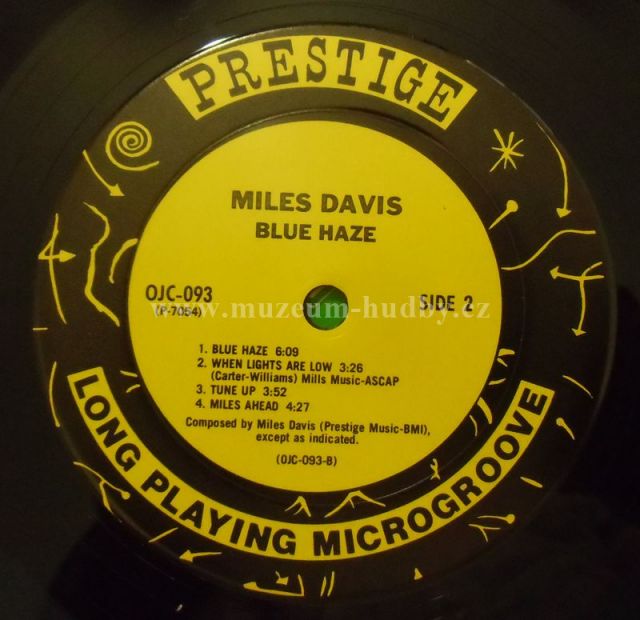 PRESTIGE
MILES DAVIS
BLUE HAZE
OJC-093
(P-7054)
SIDE 2
www.muzeum-hudby.cz
1. BLUE HAZE 6:09
2. WHEN LIGHTS ARE LOW 3:26
(Carter-Williams) Mills Music-ASCAP
3. TUNE UP 3:52
4. MILES AHEAD 4:27
Composed by Miles Davis (Prestige Music-BMI),
except as indicated.
(OJC-093-B)
LONG PLAYING MICROGROOVE